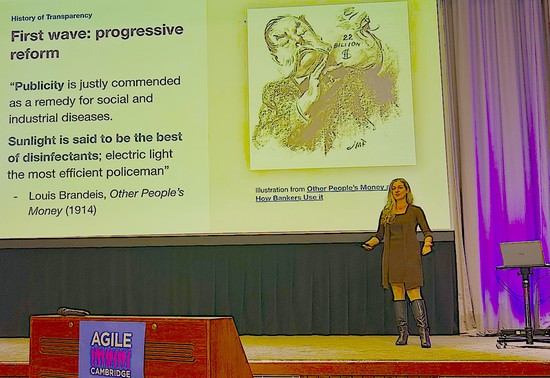 History of Transparency
First wave: progressive
reform
“Publicity is justly commended
as a remedy for social and
industrial diseases.
Sunlight is said to be the best
of disinfectants; electric light
the most efficient policeman”
- Louis Brandeis, Other People’s
Money (1914)
22
BILLION
Illustration from Other People’s Money
How Bankers Use it
AGILE
CAMBRIDGE